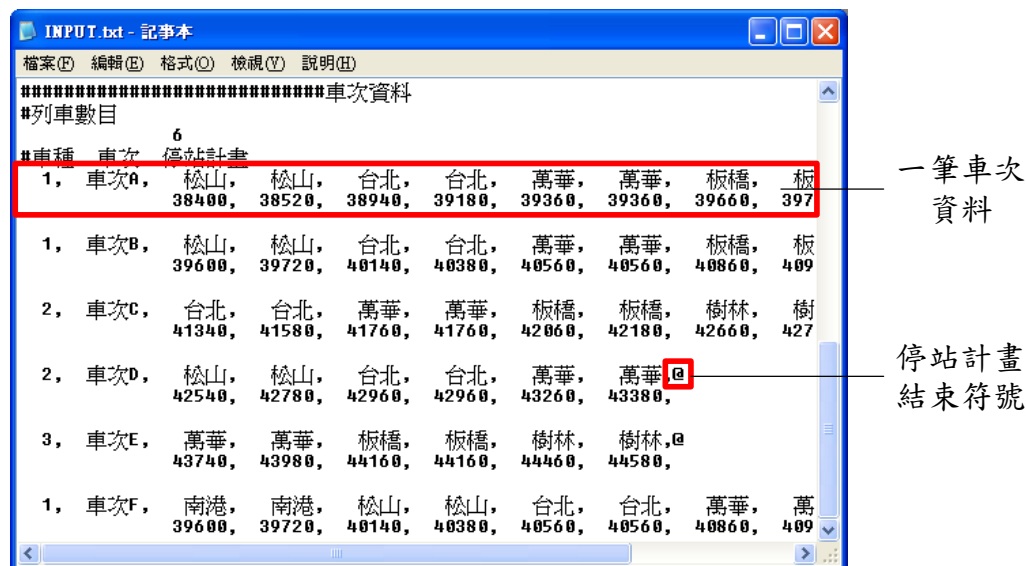 INPUT.txt - 記事本
檔案(F) 編輯(E) 格式(O) 檢視(V) 說明(H)
############################車次資料
#列車數目
6
#車種 車次 停站計畫
1, 車次A, 松山, 松山, 台北, 台北, 萬華, 萬華, 板橋, 板
38400, 38520, 38940, 39180, 39360, 39360, 39660, 397
一筆車次
資料
1, 車次B, 松山, 松山, 台北, 台北, 萬華, 萬華, 板橋, 板
39600, 39720, 40140, 40380, 40560, 40560, 40860, 409
2, 車次C, 台北, 台北, 萬華, 萬華, 板橋, 板橋, 樹林, 樹
41340, 41580, 41760, 41760, 42060, 42180, 42660, 427
2, 車次D, 松山, 松山, 台北, 台北, 萬華, 萬華,@
42540, 42780, 42960, 42960, 43260, 43380,
停站計畫
結束符號
3, 車次E, 萬華, 萬華, 板橋, 板橋, 樹林, 樹林,@
43740, 43980, 44160, 44160, 44460, 44580,
1, 車次F, 南港, 南港, 松山, 松山, 台北, 台北, 萬華, 萬
39600, 39720, 40140, 40380, 40560, 40560, 40860, 409